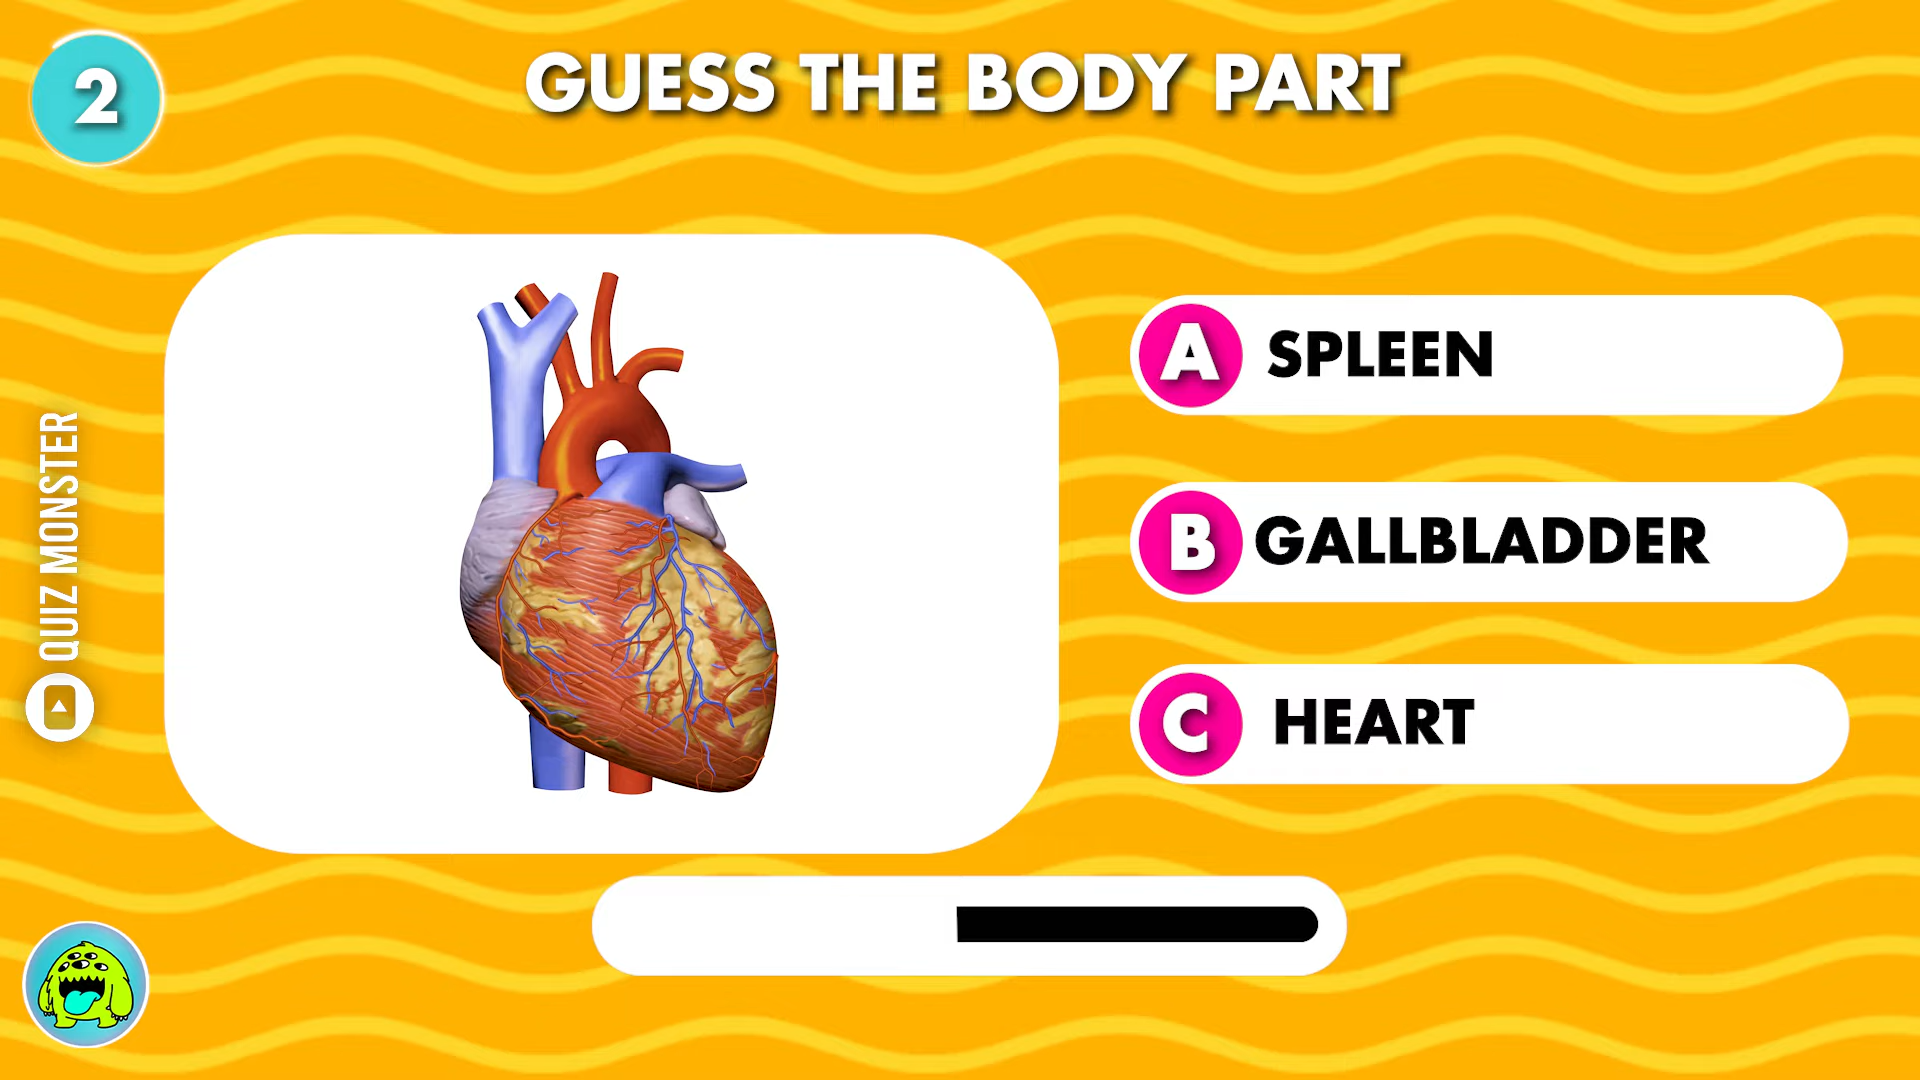 2
GUESS THE BODY PART
A SPLEEN
B GALLBLADDER
C HEART
QUIZ MONSTER